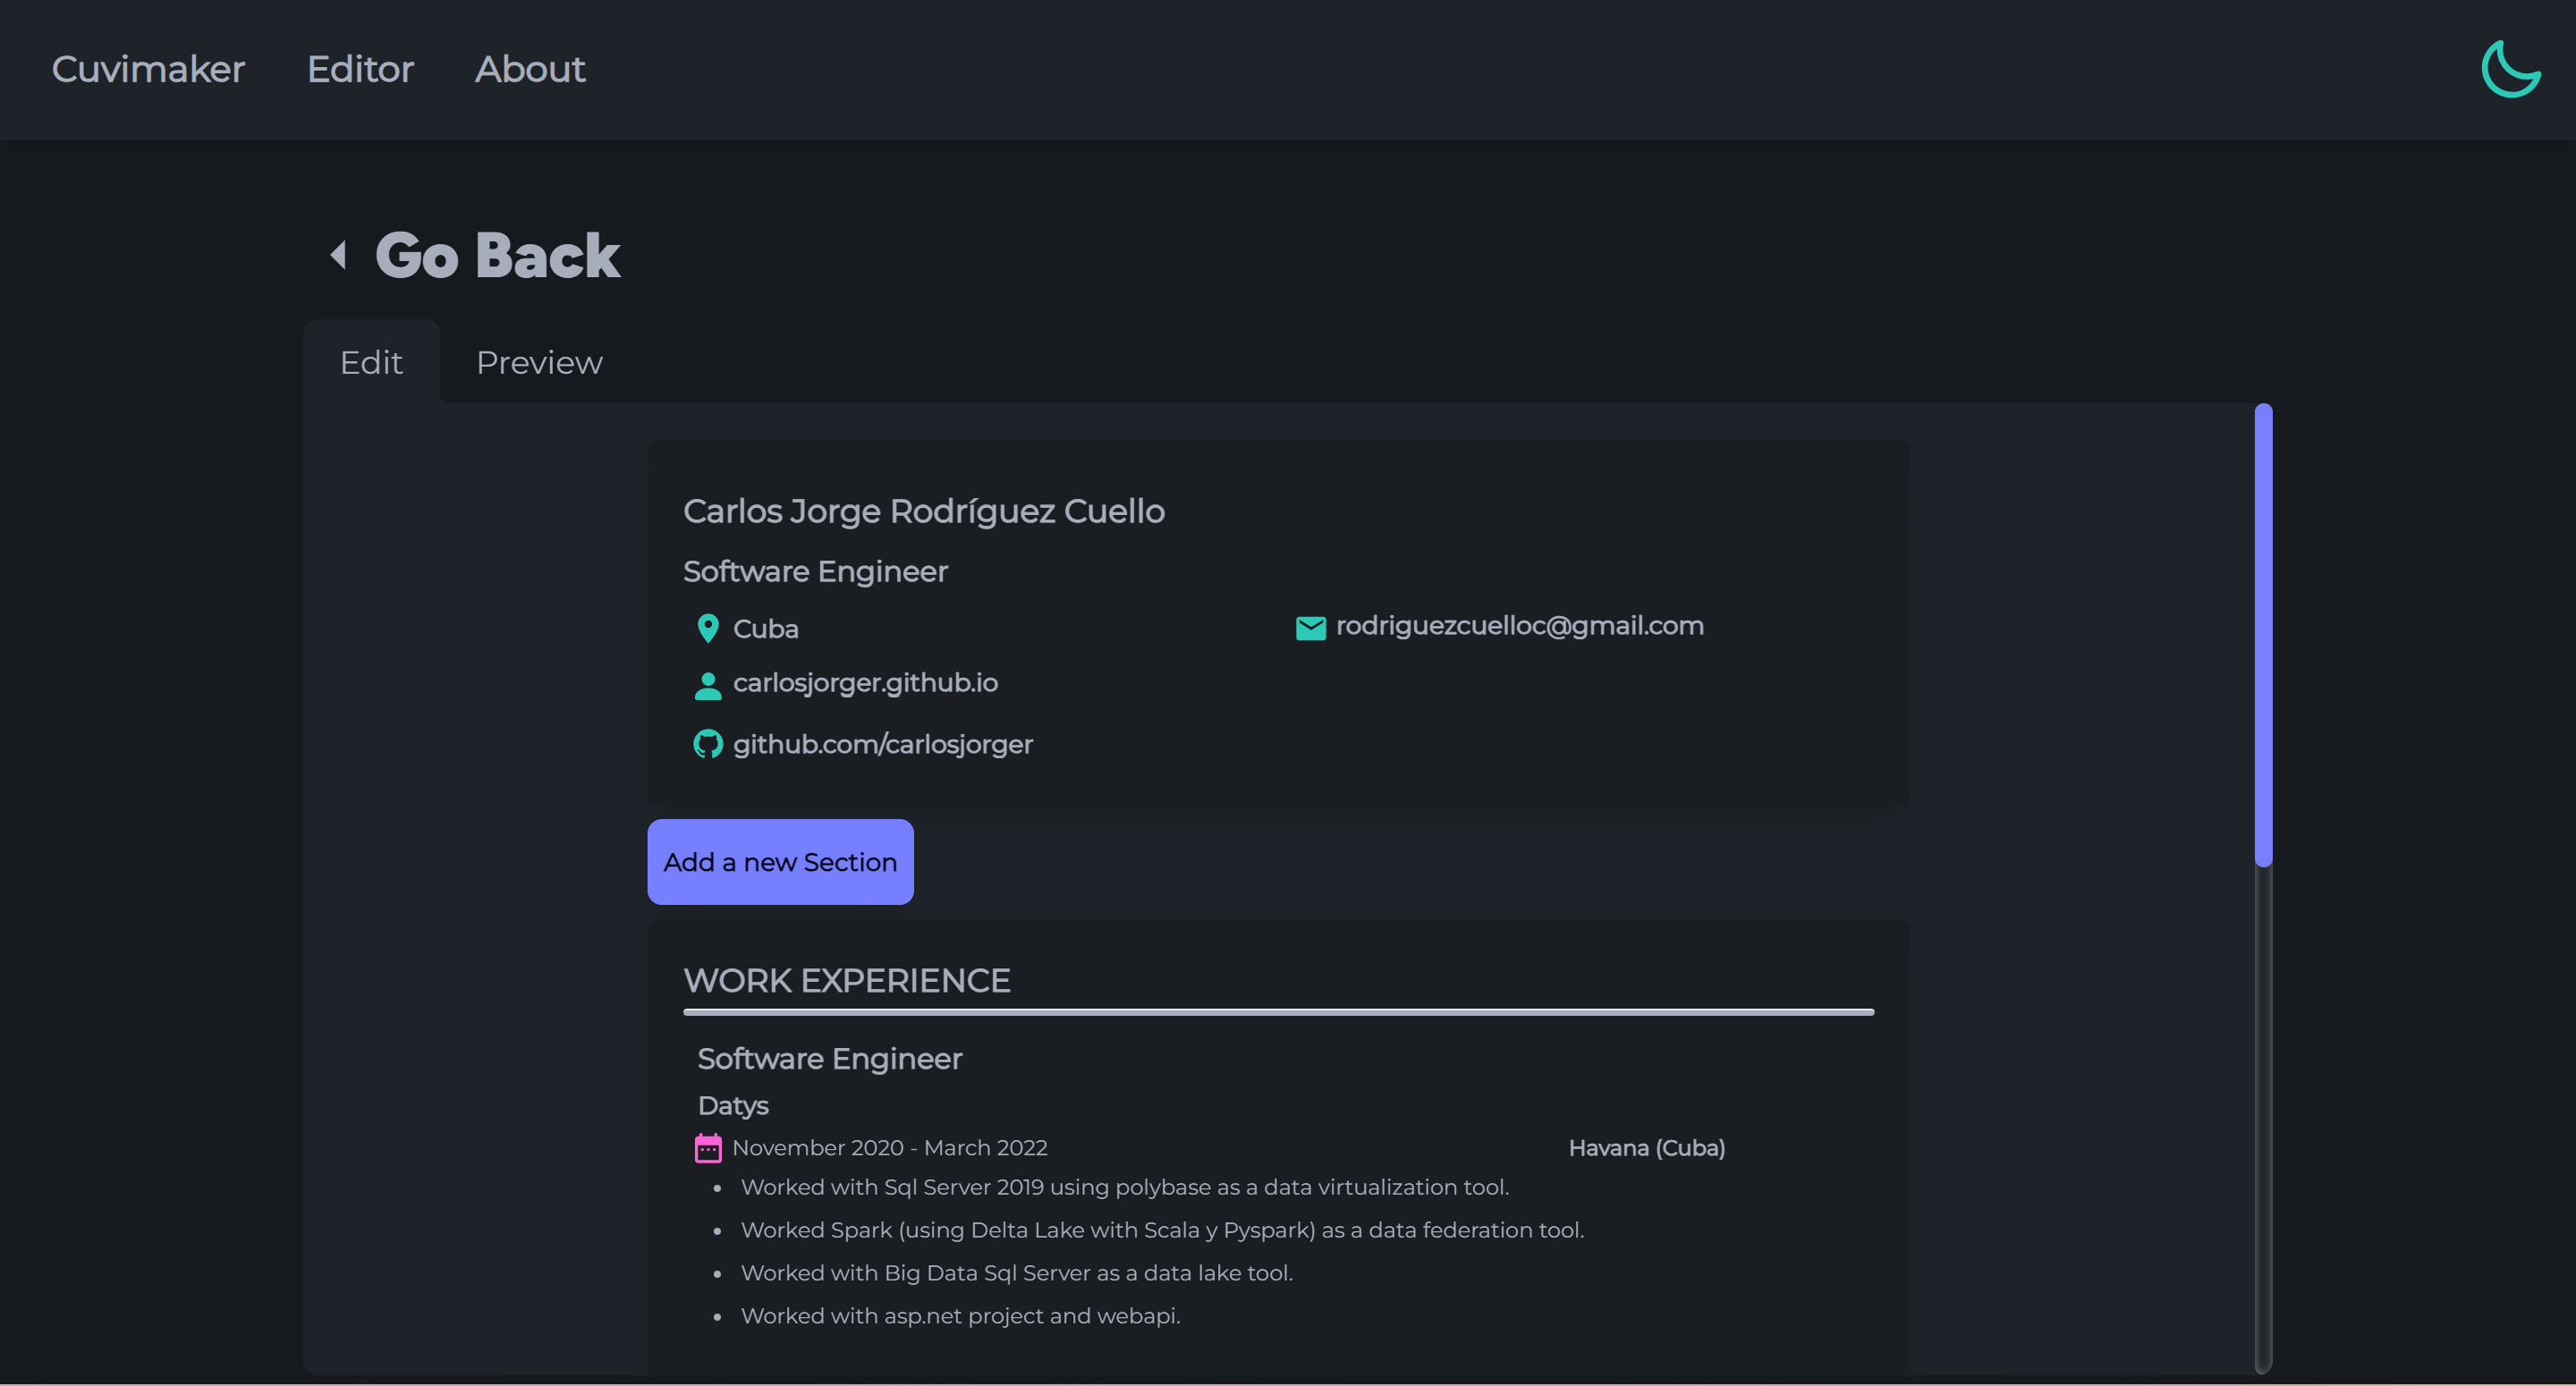 Cuvimaker Editor About
Go Back
Edit Preview
Carlos Jorge Rodríguez Cuello
Software Engineer
Cuba rodriguezcuelloc@gmail.com
carlosjorger.github.io
github.com/carlosjorger
Add a new Section
WORK EXPERIENCE
Software Engineer
Datys
November 2020 - March 2022 Havana (Cuba)
• Worked with Sql Server 2019 using polybase as a data virtualization tool.
• Worked Spark (using Delta Lake with Scala y Pyspark) as a data federation tool.
• Worked with Big Data Sql Server as a data lake tool.
• Worked with asp.net project and webapi.